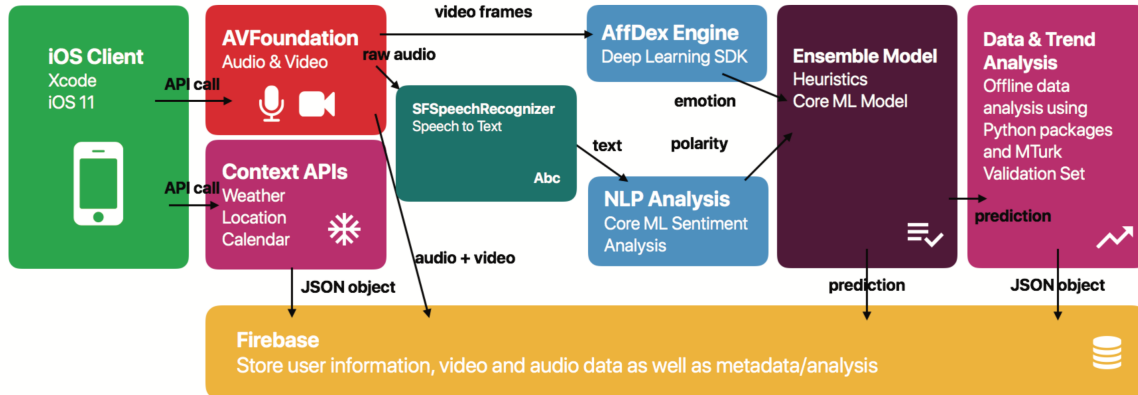 iOS Client
Xcode
iOS 11
API call
API call
AVFoundation
Audio & Video
Context APIs
Weather
Location
Calendar
video frames
raw audio
SFSpeechRecognizer
Speech to Text
Abc
audio + video
JSON object
text
AffDex Engine
Deep Learning SDK
emotion
polarity
NLP Analysis
Core ML Sentiment
Analysis
Ensemble Model
Heuristics
Core ML Model
prediction
prediction
Data & Trend
Analysis
Offline data
analysis using
Python packages
and MTurk
Validation Set
JSON object
Firebase
Store user information, video and audio data as well as metadata/analysis